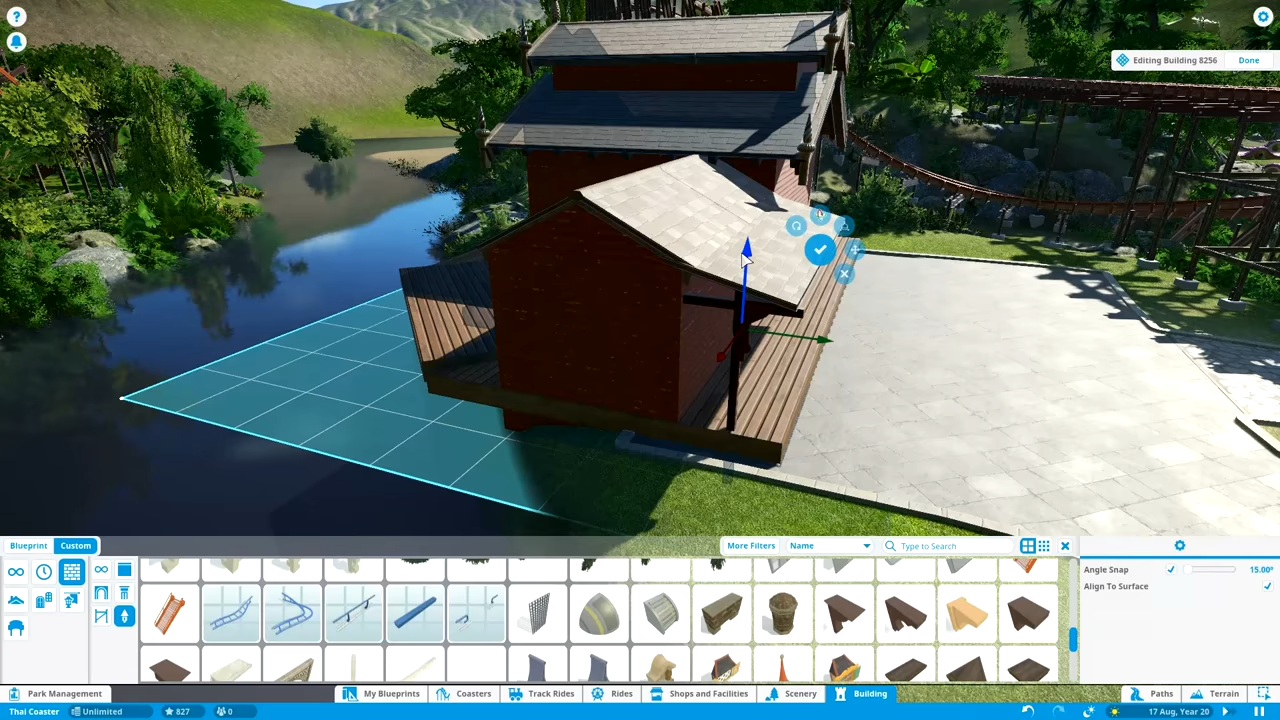 ?
Editing Building 8256 Done
Blueprint Custom More Filters Name Type to Search
Angle Snap 15.00°
Align To Surface
Park Management My Blueprints Coasters Track Rides Rides Shops and Facilities Scenery Building Paths Terrain
Thai Coaster Unlimited 827 0 17 Aug, Year 20